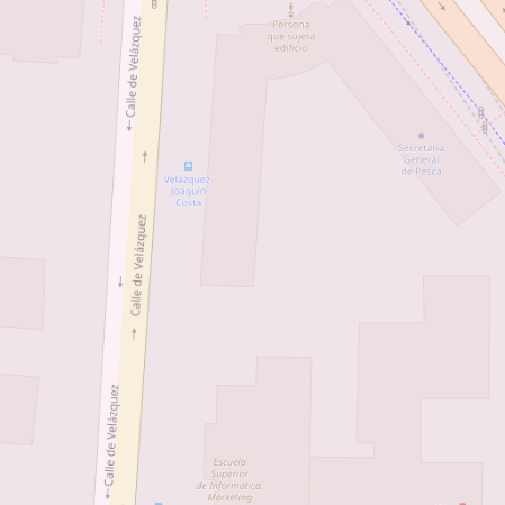 Persona
que sujeta
edificio
Calle de Velázquez
Secretaría
General
de Pesca
Velázquez-
Joaquín
Costa
Calle de Velázquez
Calle de Velázquez
Escuela
Superior
de Informática,
Márketing